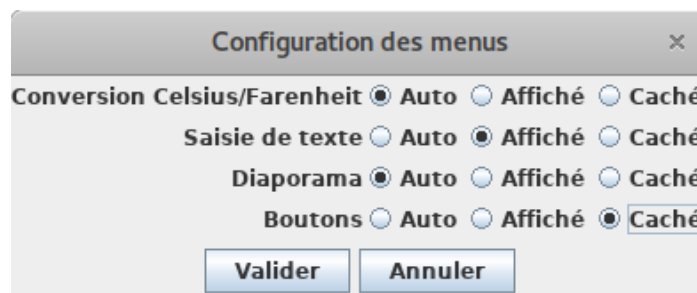 Configuration des menus ×
Conversion Celsius/Farenheit Auto Affiché Caché
Saisie de texte Auto Affiché Caché
Diaporama Auto Affiché Caché
Boutons Auto Affiché Caché
Valider Annuler